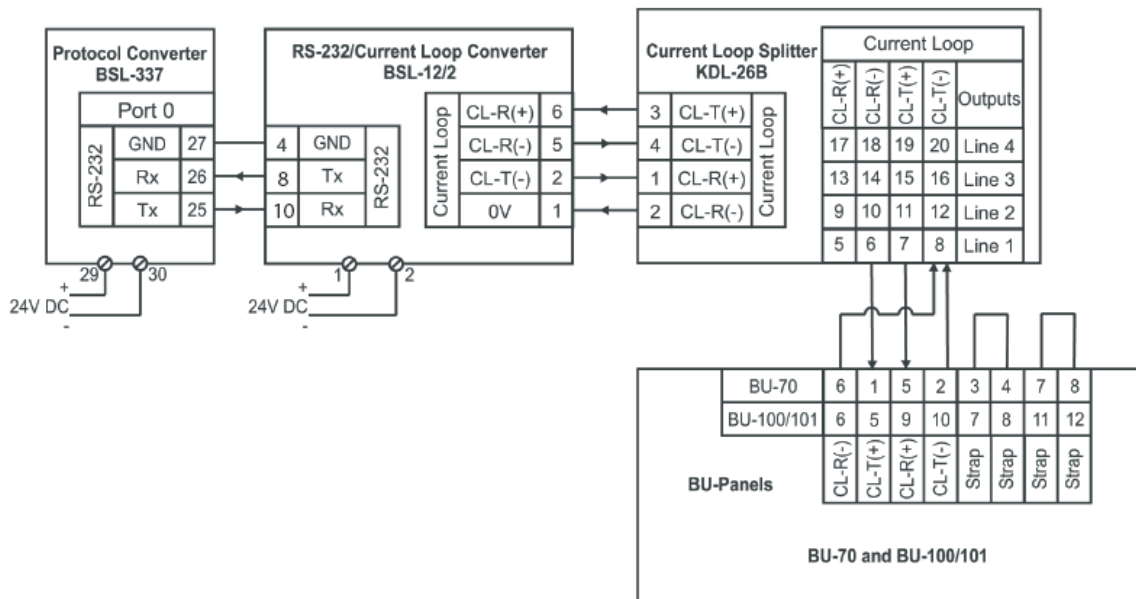 Protocol Converter
BSL-337
Port 0
RS-232
GND 27
Rx 26
Tx 25
29 30
24V DC + -
RS-232/Current Loop Converter
BSL-12/2
4 GND
8 Tx
10 Rx
RS-232
Current Loop
CL-R(+) 6
CL-R(-) 5
CL-T(-) 2
0V 1
1 2
24V DC + -
Current Loop Splitter
KDL-26B
3 CL-T(+)
4 CL-T(-)
1 CL-R(+)
2 CL-R(-)
Current Loop
Current Loop
CL-R(+) CL-R(-) CL-T(+) CL-T(-) Outputs
17 18 19 20 Line 4
13 14 15 16 Line 3
9 10 11 12 Line 2
5 6 7 8 Line 1
BU-70 6 1 5 2 3 4 7 8
BU-100/101 6 5 9 10 7 8 11 12
CL-R(-) CL-T(+) CL-R(+) CL-T(-) Strap Strap Strap Strap
BU-Panels
BU-70 and BU-100/101